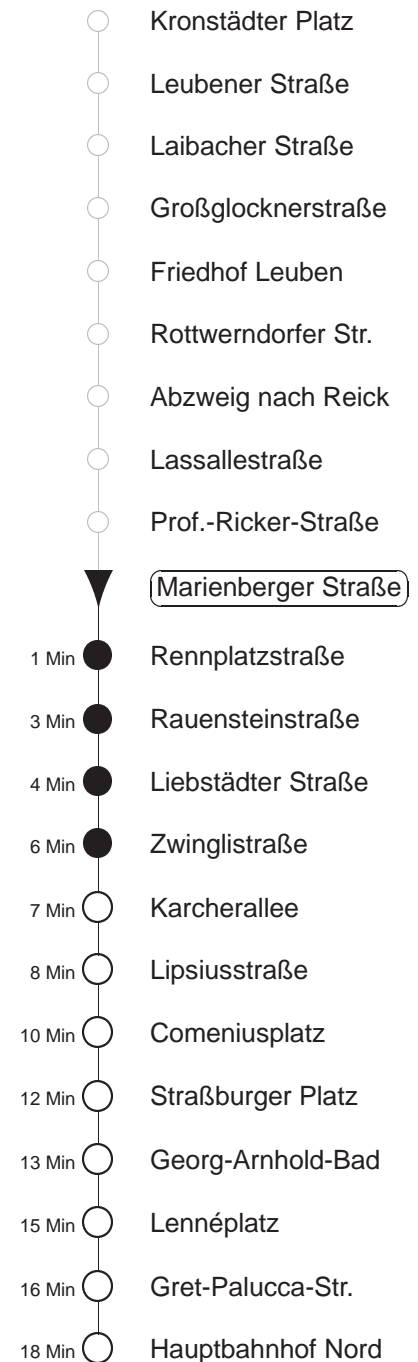 Kronstädter Platz
Leubener Straße
Laibacher Straße
Großglocknerstraße
Friedhof Leuben
Rottwerndorfer Str.
Abzweig nach Reick
Lassallestraße
Prof.-Ricker-Straße
Marienberger Straße
1 Min Rennplatzstraße
3 Min Rauensteinstraße
4 Min Liebstädter Straße
6 Min Zwinglistraße
7 Min Karcherallee
8 Min Lipsiusstraße
10 Min Comeniusplatz
12 Min Straßburger Platz
13 Min Georg-Arnhold-Bad
15 Min Lennéplatz
16 Min Gret-Palucca-Str.
18 Min Hauptbahnhof Nord